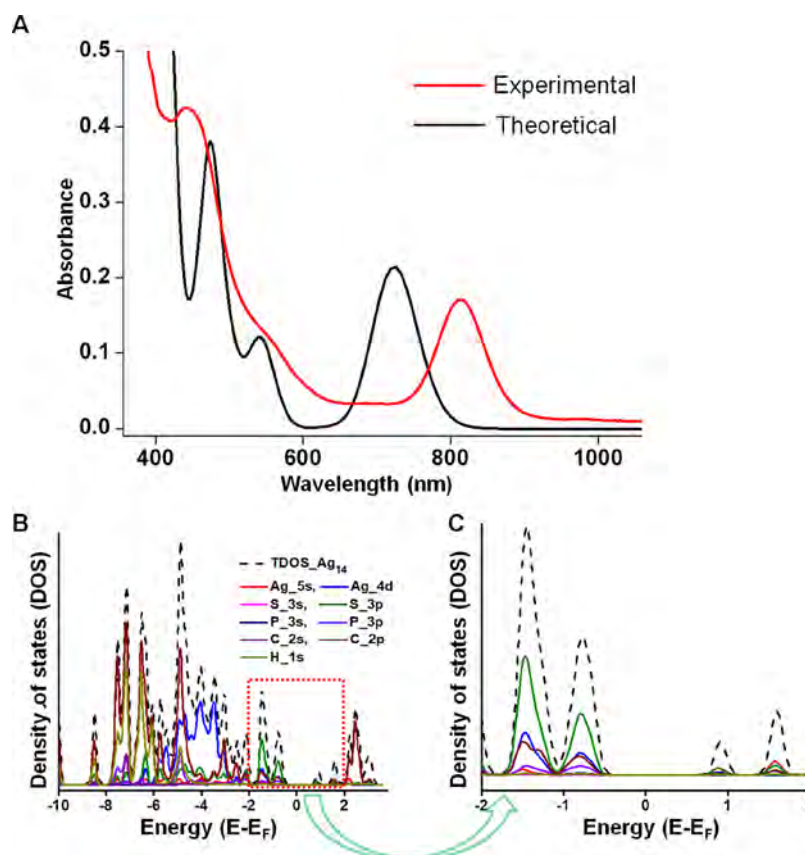 A
0.5
0.4
0.3
0.2
0.1
0.0
Absorbance
Experimental
Theoretical
400 600 800 1000
Wavelength (nm)
B
Density of states (DOS)
TDOS_Ag14
Ag_5s, Ag_4d
S_3s, S_3p
P_3s, P_3p
C_2s, C_2p
H_1s
-10 -8 -6 -4 -2 0 2
Energy (E-EF)
C
Density of states (DOS)
-2 -1 0 1
Energy (E-EF)